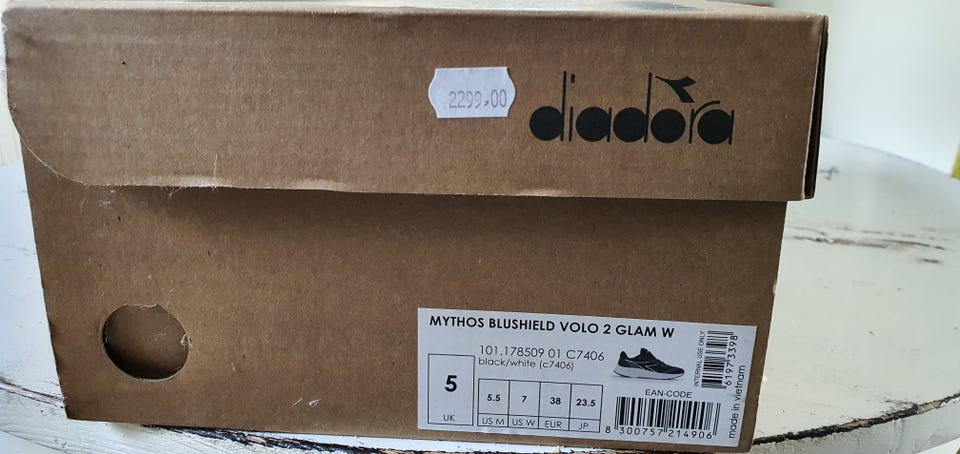 2299.00
diadora
MYTHOS BLUSHIELD VOLO 2 GLAM W
101.178509 01 C7406
black/white (c7406)
5
UK
5.5 7 38 23.5
US M US W EUR JP
EAN-CODE
8 300757 214906
INTERNAL USE ONLY
6197 3398
made in vietnam